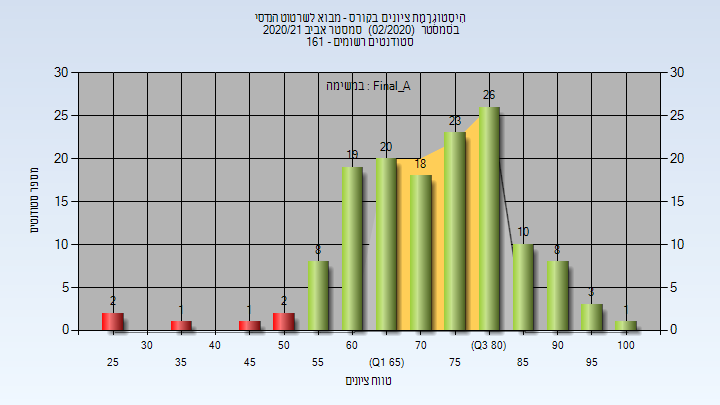 היסטוגרמת ציונים בקורס - מבוא לשרטוט הנדסי
בסמסטר (02/2020) סמסטר אביב 2020/21
סטודנטים רשומים - 161
במשימה : Final_A
30 30
25 25
20 20
15 15
10 10
5 5
0 0
2 1 1 2 8 19 20 18 23 26 10 8 3 1
מספר סטודנטים
30 40 50 60 70 (Q3 80) 90 100
25 35 45 55 (Q1 65) 75 85 95
טווח ציונים